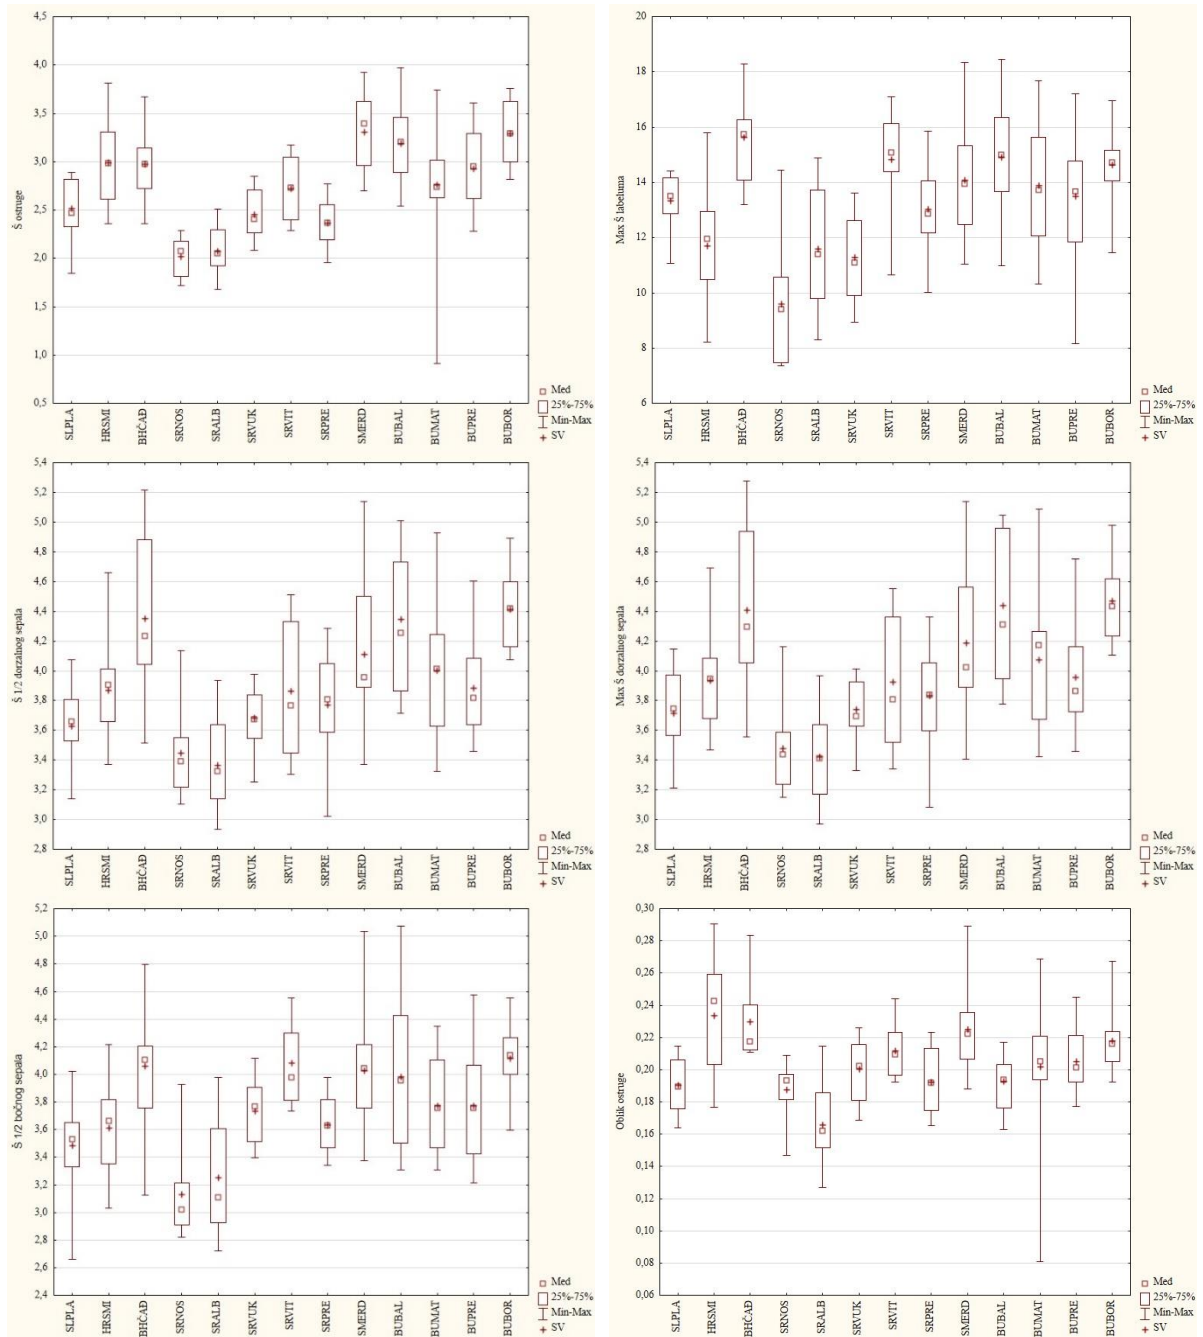 4,5
4,0
3,5
3,0
2,5
2,0
1,5
1,0
0,5
Š ostruge
SLPLA HRSMI BHČAĐ SRNOS SRALB SRVUK SRVIT SRPRE SMERD BUBAL BUMAT BUPRE BUBOR
Med
25%-75%
Min-Max
SV
20
18
16
14
12
10
8
6
Max Š labeluma
SLPLA HRSMI BHČAĐ SRNOS SRALB SRVUK SRVIT SRPRE SMERD BUBAL BUMAT BUPRE BUBOR
Med
25%-75%
Min-Max
SV
5,4
5,2
5,0
4,8
4,6
4,4
4,2
4,0
3,8
3,6
3,4
3,2
3,0
2,8
Š 1/2 dorzalnog sepala
SLPLA HRSMI BHČAĐ SRNOS SRALB SRVUK SRVIT SRPRE SMERD BUBAL BUMAT BUPRE BUBOR
Med
25%-75%
Min-Max
SV
5,4
5,2
5,0
4,8
4,6
4,4
4,2
4,0
3,8
3,6
3,4
3,2
3,0
2,8
Max Š dorzalnog sepala
SLPLA HRSMI BHČAĐ SRNOS SRALB SRVUK SRVIT SRPRE SMERD BUBAL BUMAT BUPRE BUBOR
Med
25%-75%
Min-Max
SV
5,2
5,0
4,8
4,6
4,4
4,2
4,0
3,8
3,6
3,4
3,2
3,0
2,8
2,6
2,4
Š 1/2 bočnog sepala
SLPLA HRSMI BHČAĐ SRNOS SRALB SRVUK SRVIT SRPRE SMERD BUBAL BUMAT BUPRE BUBOR
Med
25%-75%
Min-Max
SV
0,30
0,28
0,26
0,24
0,22
0,20
0,18
0,16
0,14
0,12
0,10
0,08
0,06
Oblik ostruge
SLPLA HRSMI BHČAĐ SRNOS SRALB SRVUK SRVIT SRPRE SMERD BUBAL BUMAT BUPRE BUBOR
Med
25%-75%
Min-Max
SV